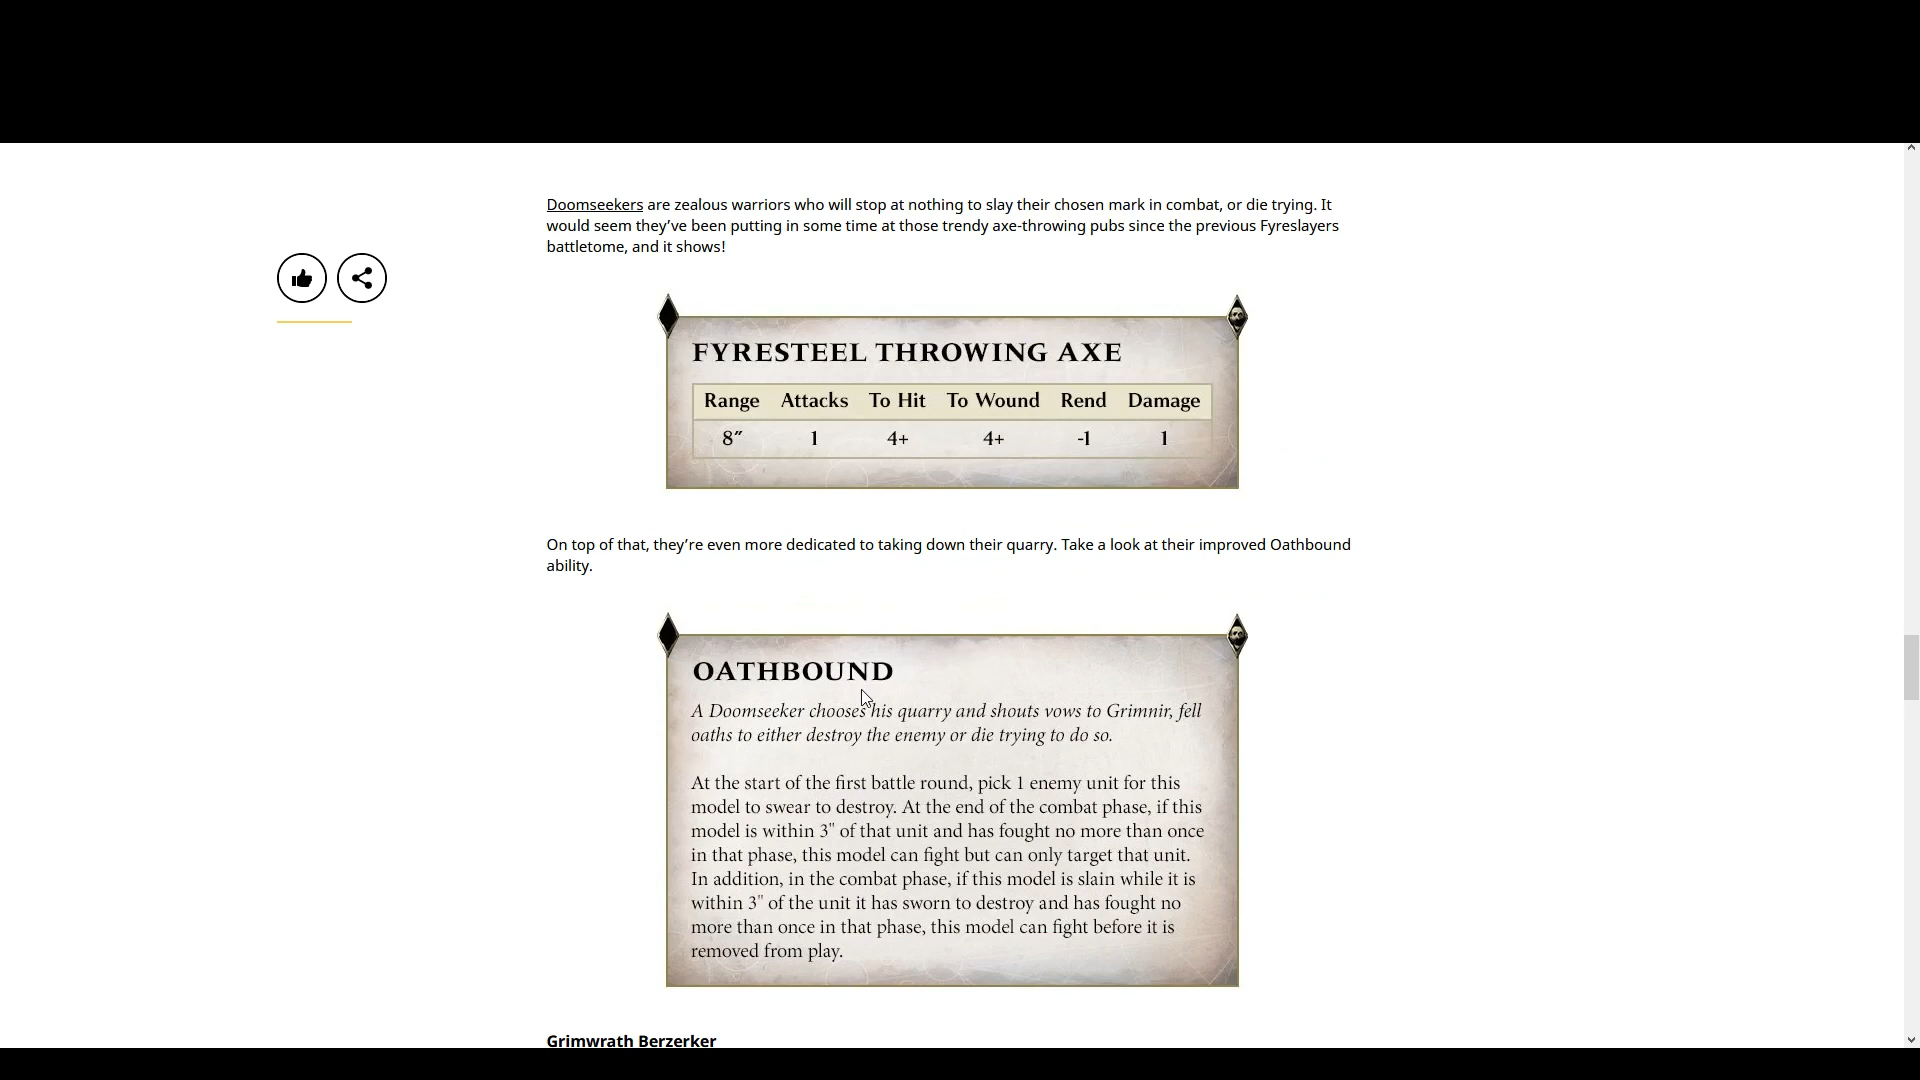 Doomseekers are zealous warriors who will stop at nothing to slay their chosen mark in combat, or die trying. It
would seem they’ve been putting in some time at those trendy axe-throwing pubs since the previous Fyreslayers
battletome, and it shows!
FYRESTEEL THROWING AXE
Range Attacks To Hit To Wound Rend Damage
8″ 1 4+ 4+ -1 1
On top of that, they’re even more dedicated to taking down their quarry. Take a look at their improved Oathbound
ability.
OATHBOUND
A Doomseeker chooses his quarry and shouts vows to Grimnir, fell
oaths to either destroy the enemy or die trying to do so.
At the start of the first battle round, pick 1 enemy unit for this
model to swear to destroy. At the end of the combat phase, if this
model is within 3" of that unit and has fought no more than once
in that phase, this model can fight but can only target that unit.
In addition, in the combat phase, if this model is slain while it is
within 3" of the unit it has sworn to destroy and has fought no
more than once in that phase, this model can fight before it is
removed from play.
Grimwrath Berzerker